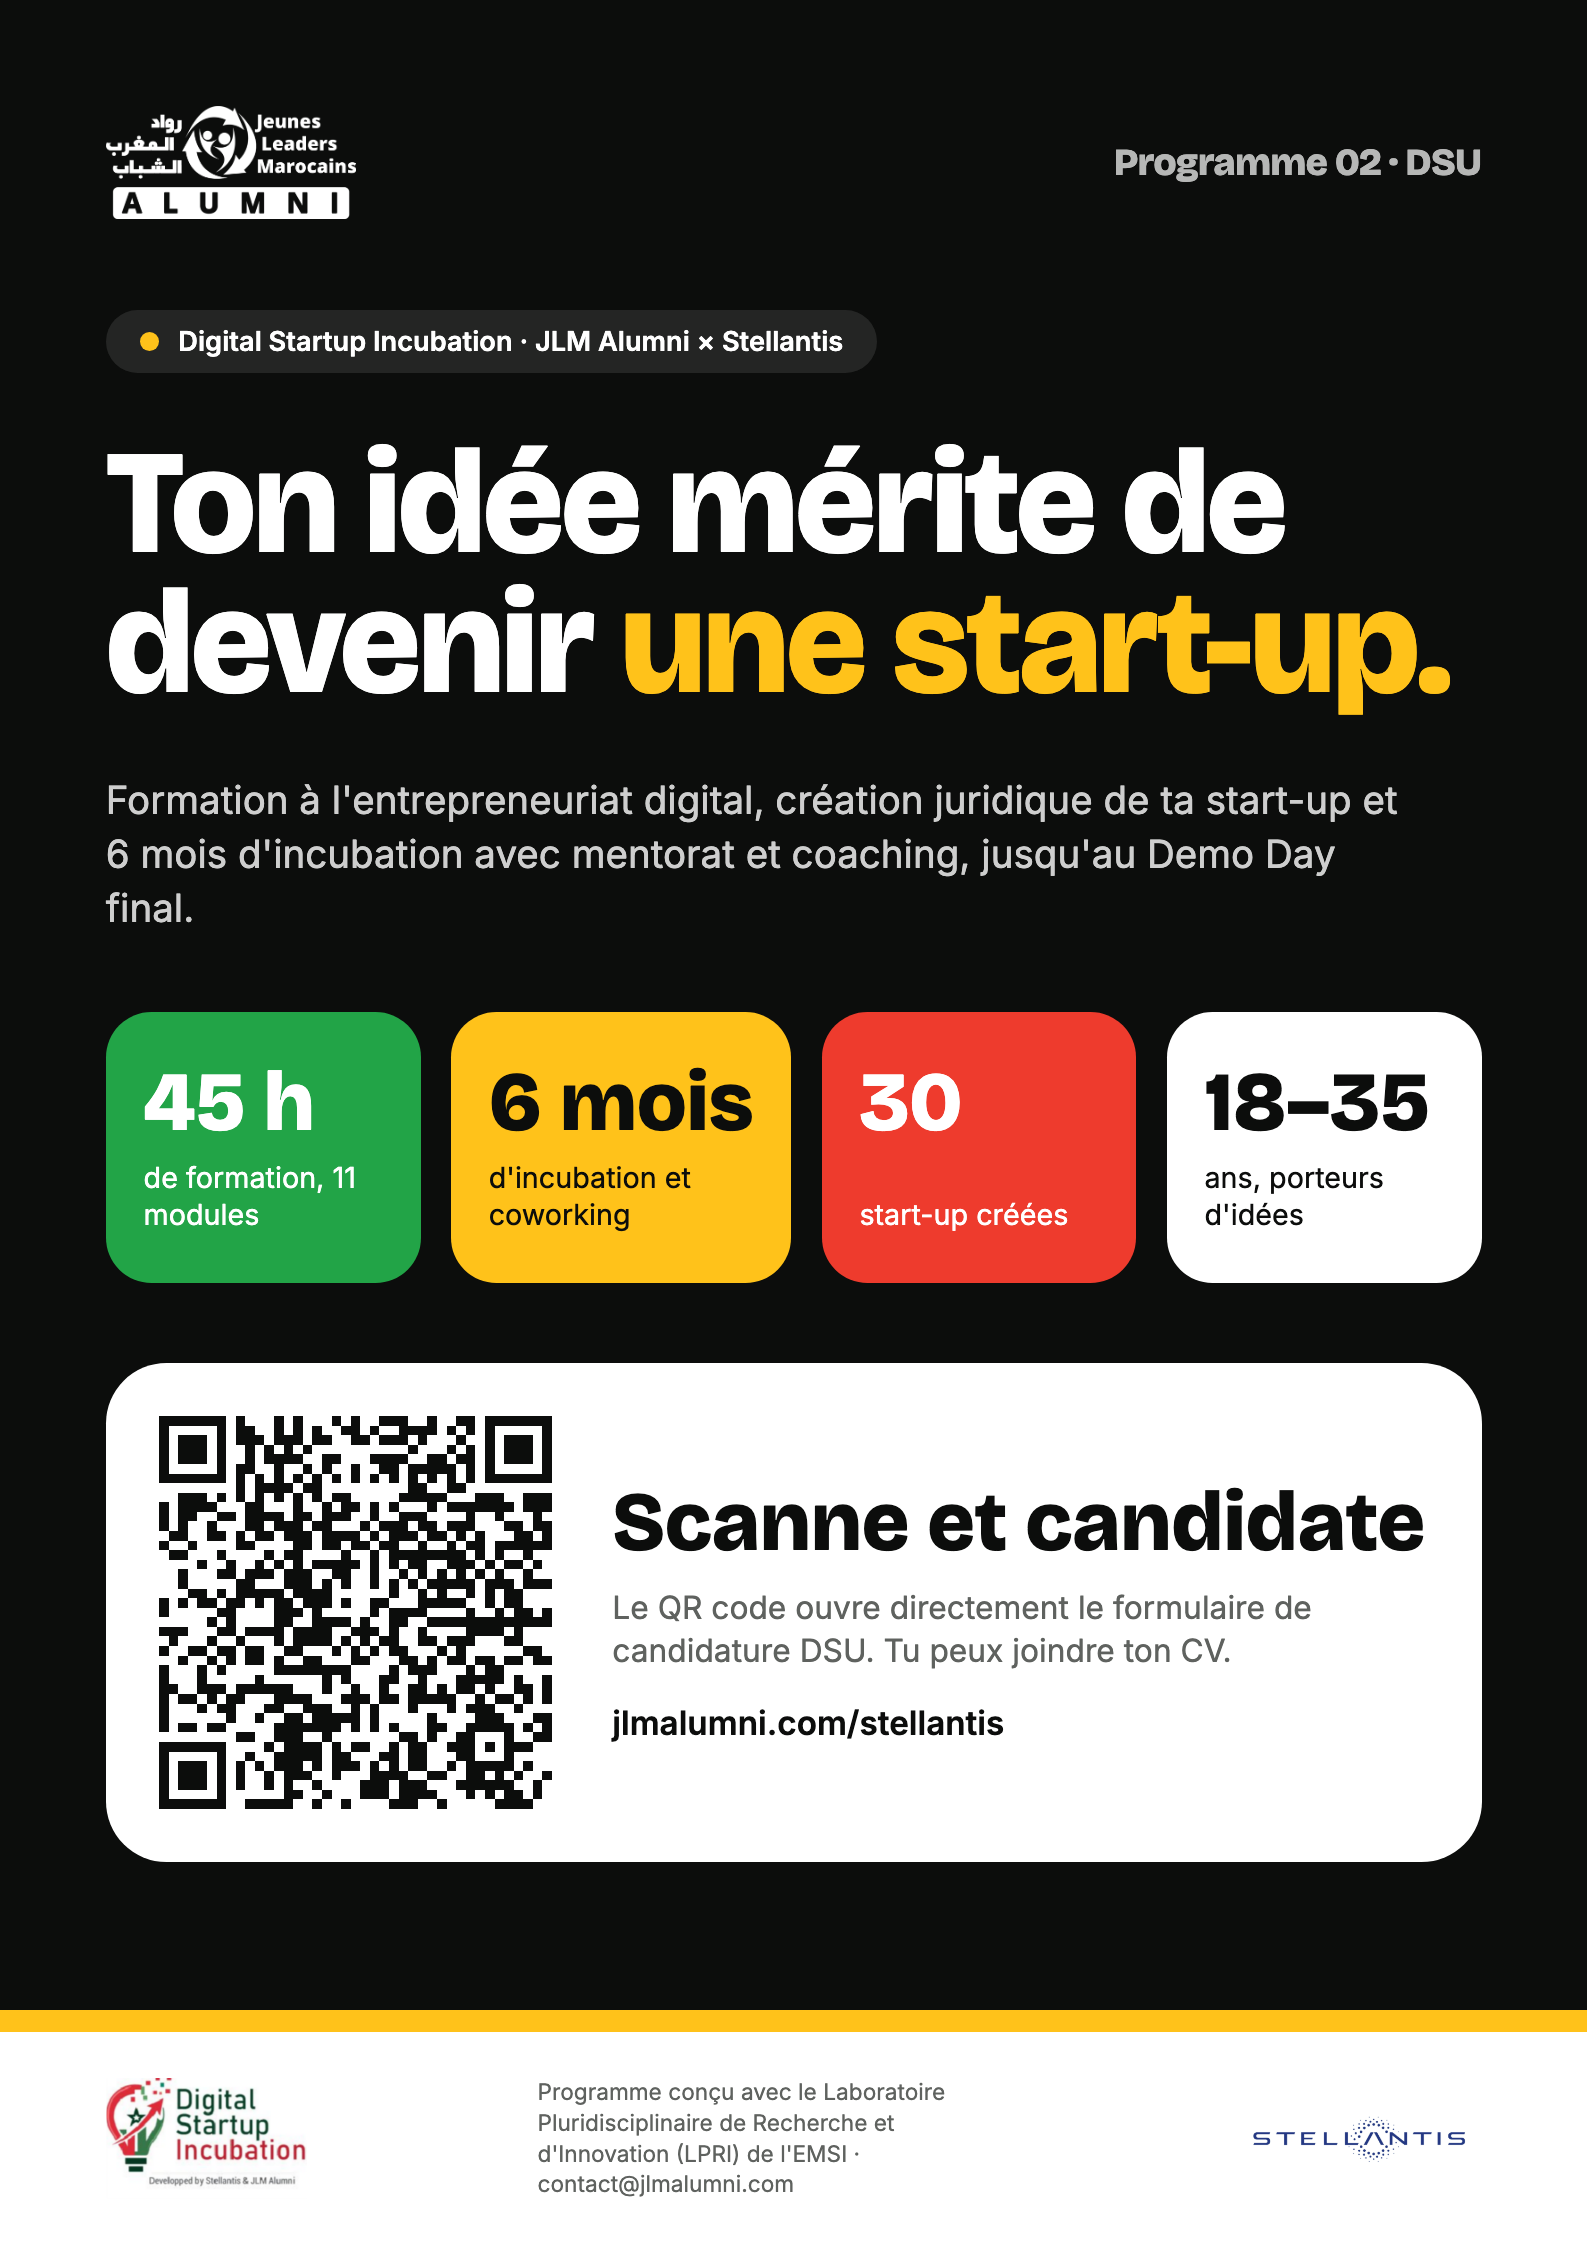 رواد
المغرب
الشباب
Jeunes
Leaders
Marocains
ALUMNI
Programme 02 · DSU
Digital Startup Incubation · JLM Alumni × Stellantis
Ton idée mérite de
devenir une start-up.
Formation à l'entrepreneuriat digital, création juridique de ta start-up et
6 mois d'incubation avec mentorat et coaching, jusqu'au Demo Day
final.
45 h
de formation, 11
modules
6 mois
d'incubation et
coworking
30
start-up créées
18–35
ans, porteurs
d'idées
Scanne et candidate
Le QR code ouvre directement le formulaire de
candidature DSU. Tu peux joindre ton CV.
jlmalumni.com/stellantis
Digital
Startup
Incubation
Developped by Stellantis & JLM Alumni
Programme conçu avec le Laboratoire
Pluridisciplinaire de Recherche et
d'Innovation (LPRI) de l'EMSI ·
contact@jlmalumni.com
STELLANTIS